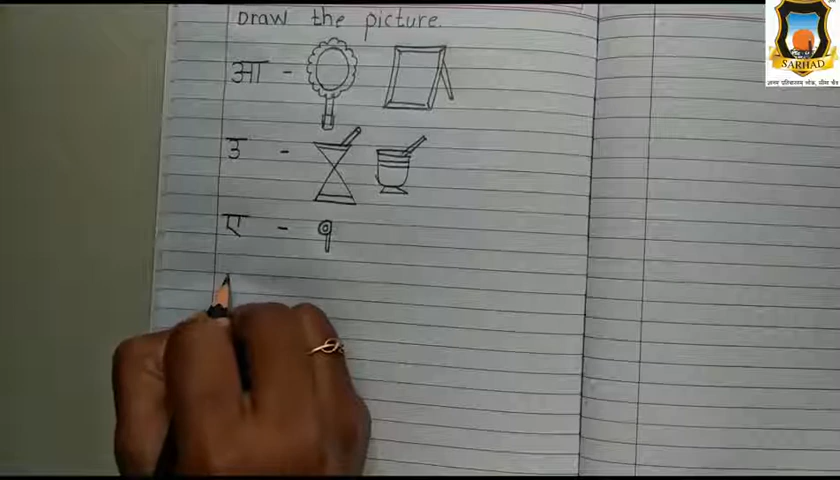 Draw the picture.
आ -
उ -
ए - १
SARHAD